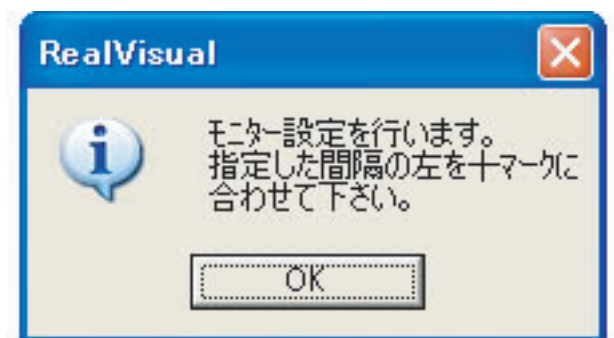 RealVisual
モニター設定を行います。
指定した間隔の左を十マークに
合わせて下さい。
OK